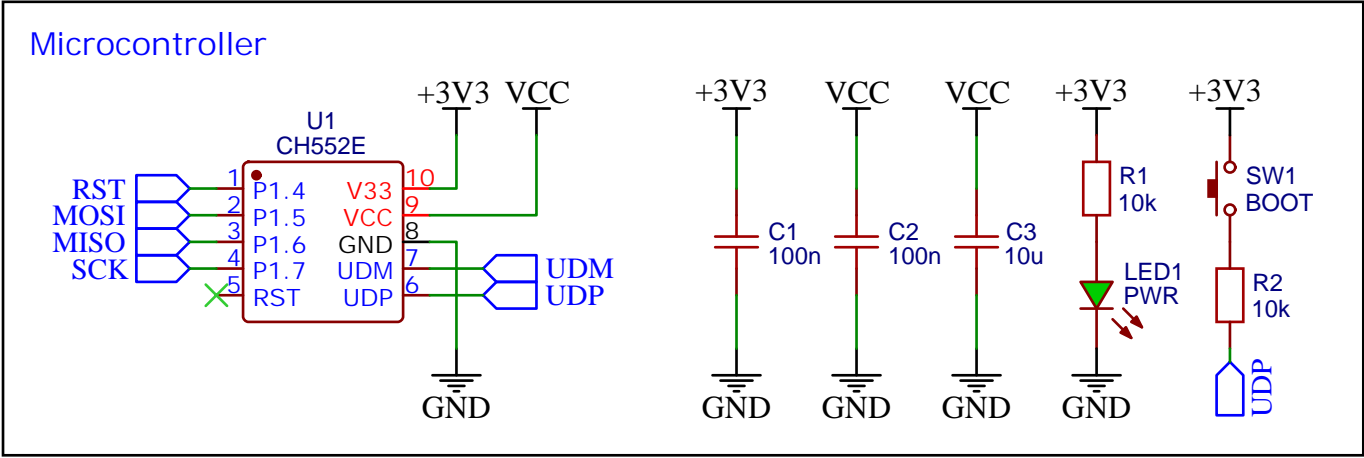 Microcontroller
+3V3 VCC +3V3 VCC VCC +3V3 +3V3
U1
CH552E
RST 1 P1.4 V33 10
MOSI 2 P1.5 VCC 9
MISO 3 P1.6 GND 8
SCK 4 P1.7 UDM 7 UDM
5 RST UDP 6 UDP
GND
C1
100n
GND
C2
100n
GND
C3
10u
GND
R1
10k
LED1
PWR
GND
SW1
BOOT
R2
10k
UDP